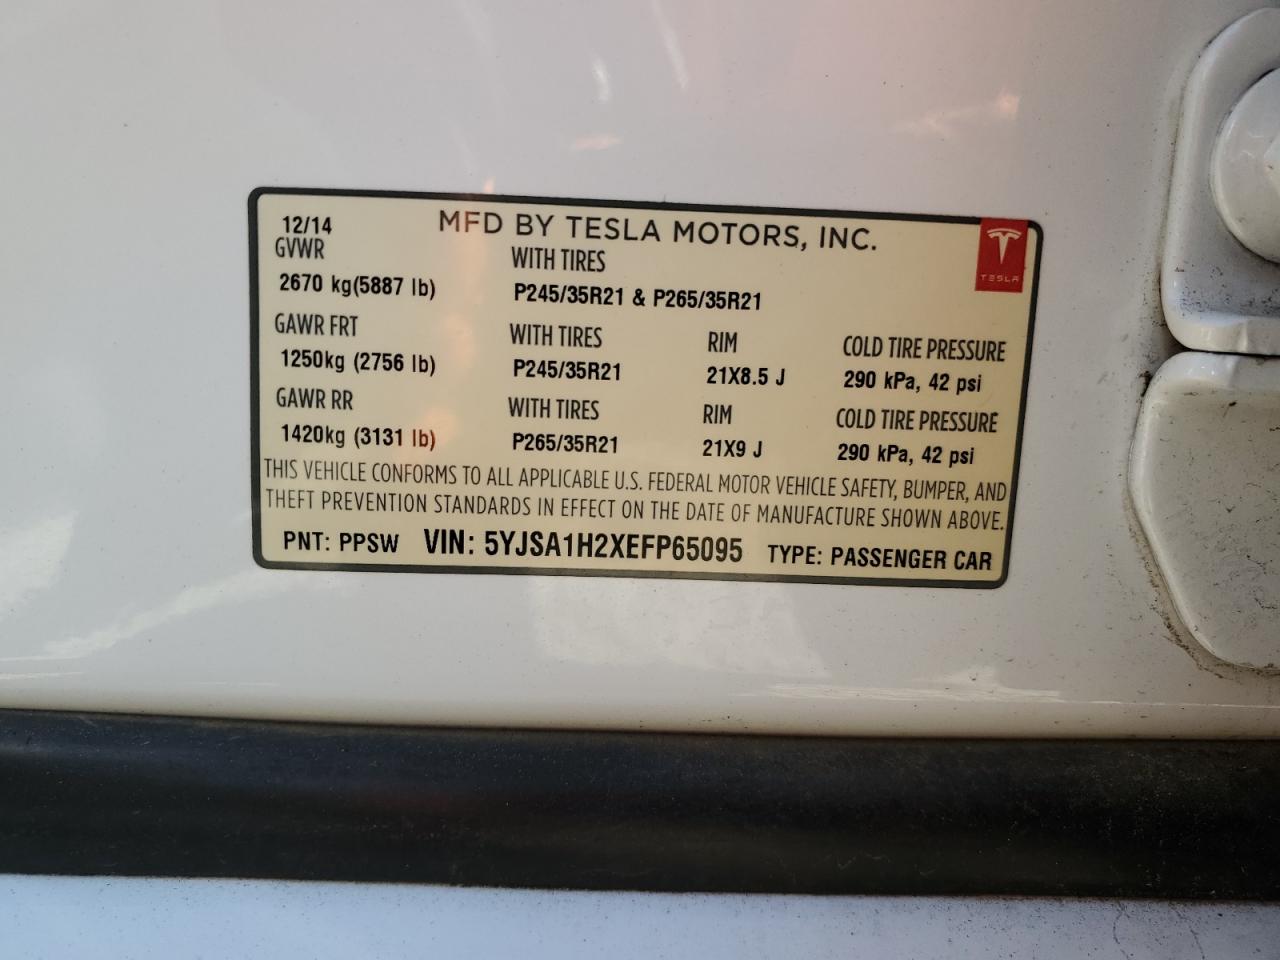 12/14 MFD BY TESLA MOTORS, INC.
TESLA
GVWR WITH TIRES
2670 kg(5887 lb) P245/35R21 & P265/35R21
GAWR FRT WITH TIRES RIM COLD TIRE PRESSURE
1250kg (2756 lb) P245/35R21 21X8.5 J 290 kPa, 42 psi
GAWR RR WITH TIRES RIM COLD TIRE PRESSURE
1420kg (3131 lb) P265/35R21 21X9 J 290 kPa, 42 psi
THIS VEHICLE CONFORMS TO ALL APPLICABLE U.S. FEDERAL MOTOR VEHICLE SAFETY, BUMPER, AND
THEFT PREVENTION STANDARDS IN EFFECT ON THE DATE OF MANUFACTURE SHOWN ABOVE.
PNT: PPSW VIN: 5YJSA1H2XEFP65095 TYPE: PASSENGER CAR